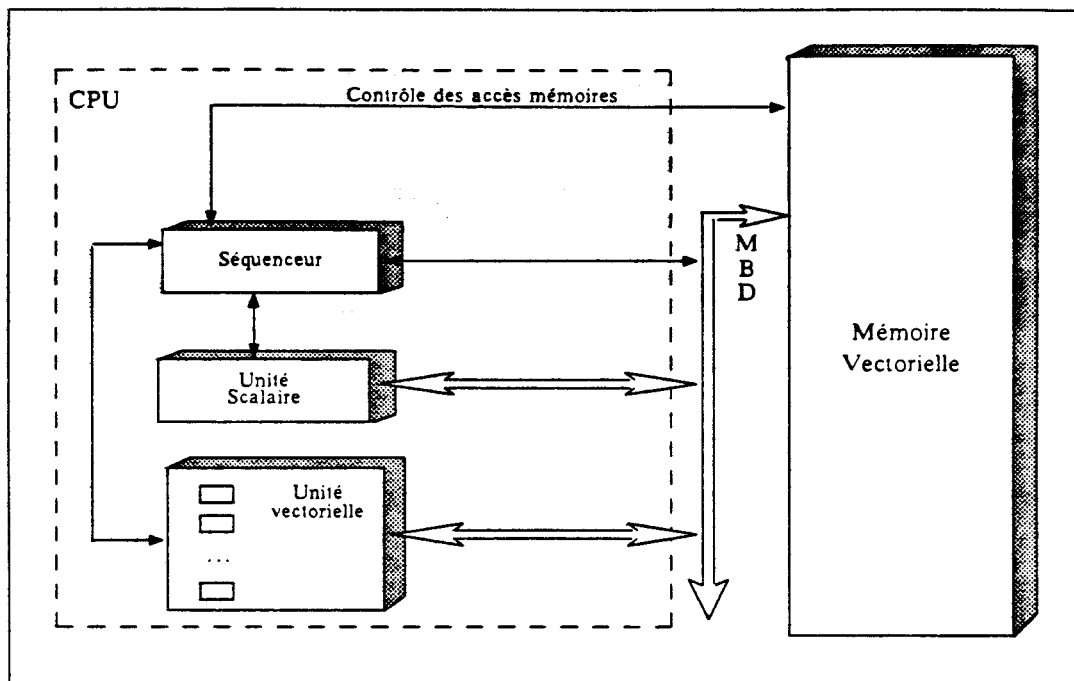 CPU
Contrôle des accès mémoires
Séquenceur
M
B
D
Mémoire
Vectorielle
Unité
Scalaire
Unité
vectorielle
...